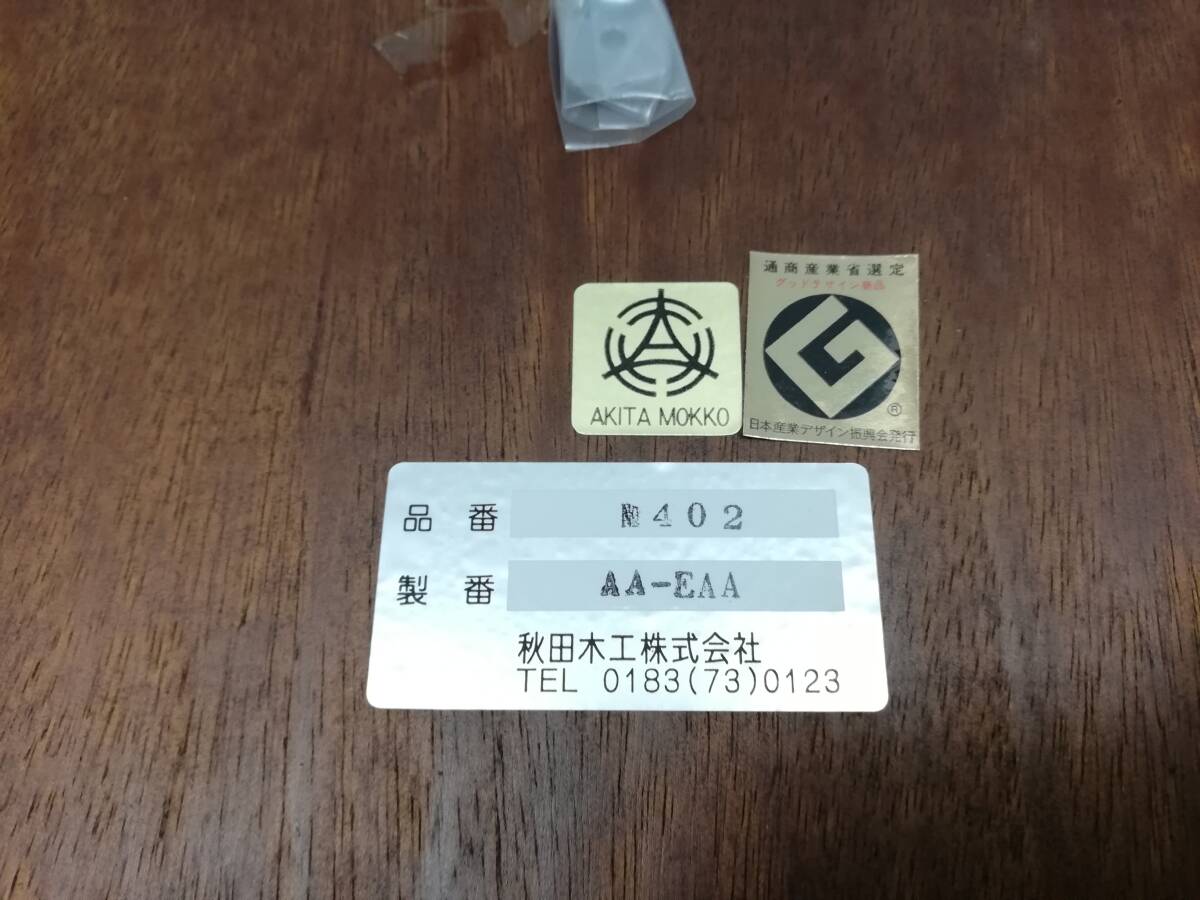 AKITA MOKKO
通商産業省選定
グッドデザイン商品
®
日本産業デザイン振興会発行
品番 №402
製番 AA-EAA
秋田木工株式会社
TEL 0183(73)0123